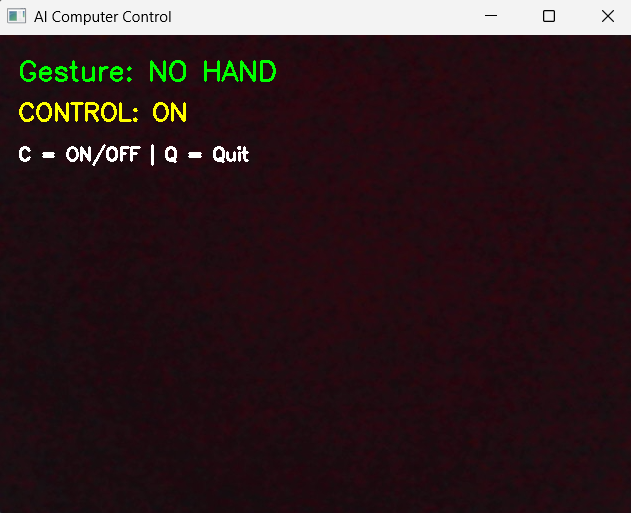 AI Computer Control
Gesture: NO HAND
CONTROL: ON
C = ON/OFF | Q = Quit